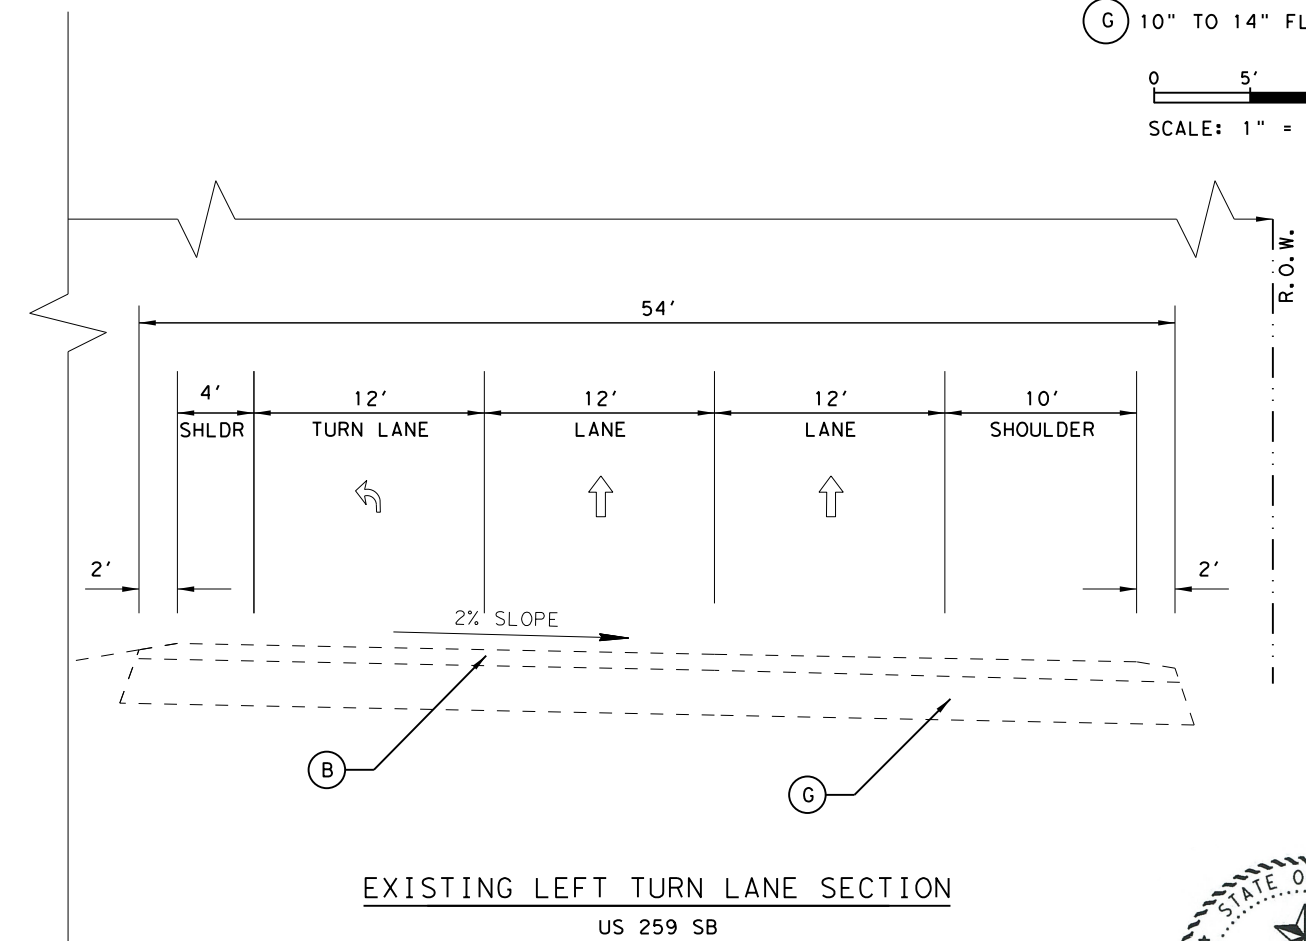 G 10" TO 14" FL
0 5'
SCALE: 1" =
R.O.W.
54'
4' 12' 12' 12' 10'
SHLDR TURN LANE LANE LANE SHOULDER
2' 2'
2% SLOPE
B
G
EXISTING LEFT TURN LANE SECTION
US 259 SB
STATE O